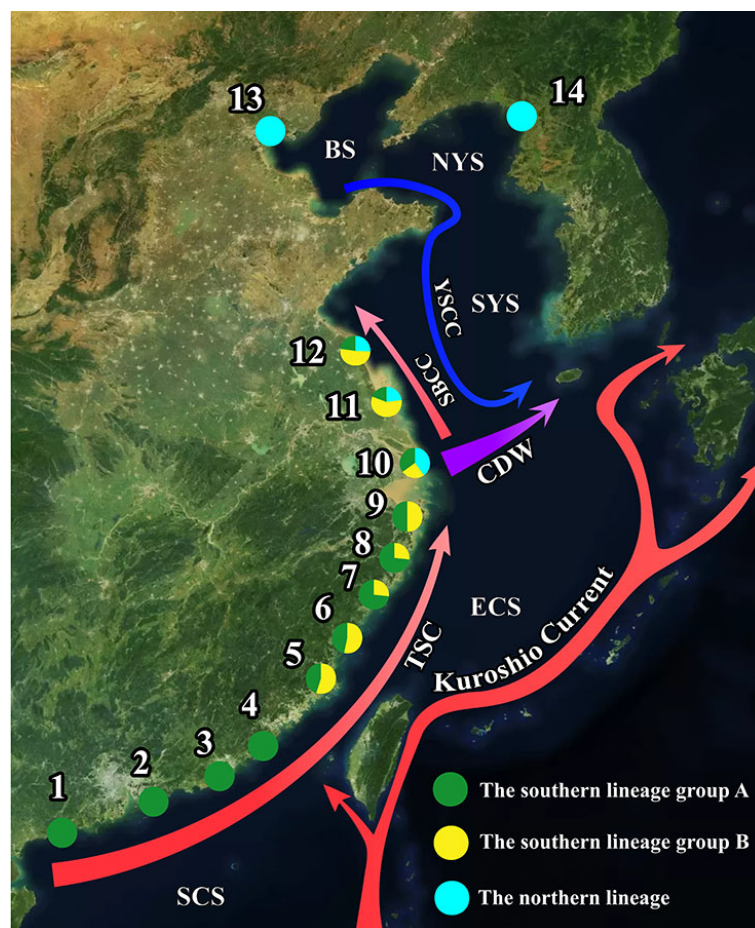 13
14
BS
NYS
YSCC
SYS
12
SBCC
11
10
CDW
9
8
7
ECS
6
TSC
5
Kuroshio Current
4
3
2
1
The southern lineage group A
The southern lineage group B
SCS
The northern lineage